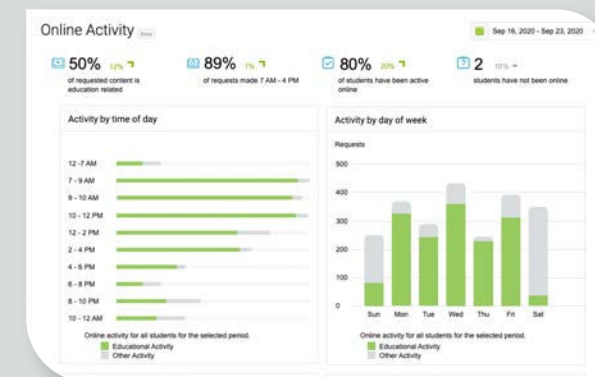 Online Activity Beta
Sep 16, 2020 - Sep 23, 2020
50% 12%
of requested content is
education related
89% 1%
of requests made 7 AM - 4 PM
80% 20%
of students have been active
online
2 10%
students have not been online
Activity by time of day
12 -7 AM
7 - 9 AM
9 - 10 AM
10 - 12 PM
12 - 2 PM
2 - 4 PM
4 - 6 PM
6 - 8 PM
8 - 10 PM
10 - 12 AM
Online activity for all students for the selected period.
Educational Activity
Other Activity
Activity by day of week
Requests
500
400
300
200
100
0
Sun Mon Tue Wed Thu Fri Sat
Online activity for all students for the selected period.
Educational Activity
Other Activity